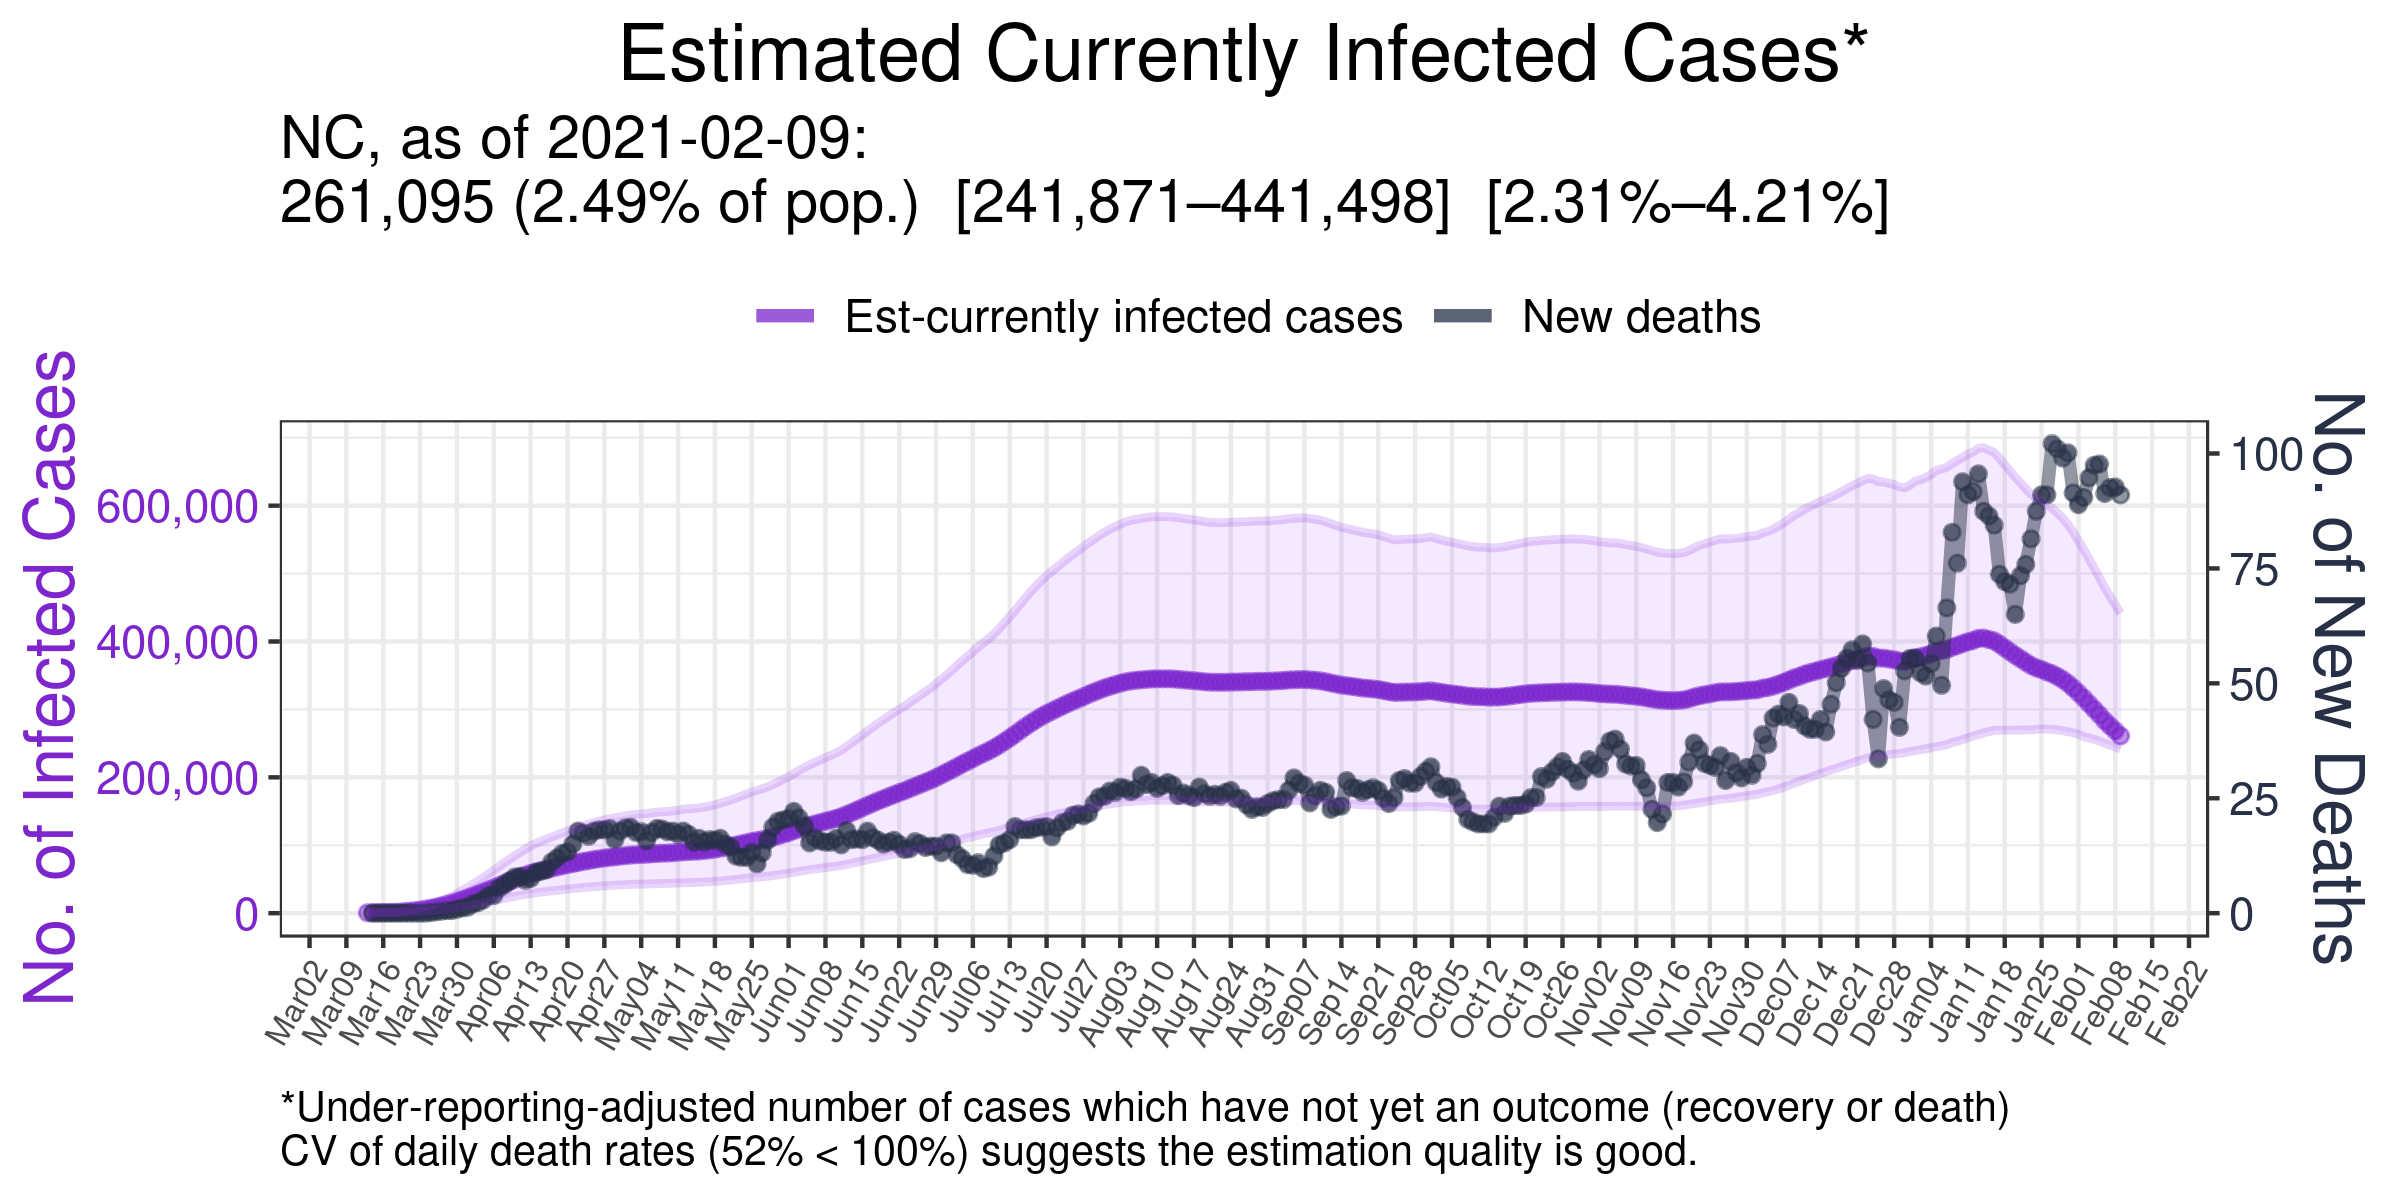 Estimated Currently Infected Cases*
NC, as of 2021-02-09:
261,095 (2.49% of pop.)  [241,871–441,498]  [2.31%–4.21%]
Est-currently infected cases
New deaths
No. of Infected Cases
600,000
400,000
200,000
0
100
75
50
25
0
No. of New Deaths
Mar02
Mar09
Mar16
Mar23
Mar30
Apr06
Apr13
Apr20
Apr27
May04
May11
May18
May25
Jun01
Jun08
Jun15
Jun22
Jun29
Jul06
Jul13
Jul20
Jul27
Aug03
Aug10
Aug17
Aug24
Aug31
Sep07
Sep14
Sep21
Sep28
Oct05
Oct12
Oct19
Oct26
Nov02
Nov09
Nov16
Nov23
Nov30
Dec07
Dec14
Dec21
Dec28
Jan04
Jan11
Jan18
Jan25
Feb01
Feb08
Feb15
Feb22
*Under-reporting-adjusted number of cases which have not yet an outcome (recovery or death)
CV of daily death rates (52% < 100%) suggests the estimation quality is good.